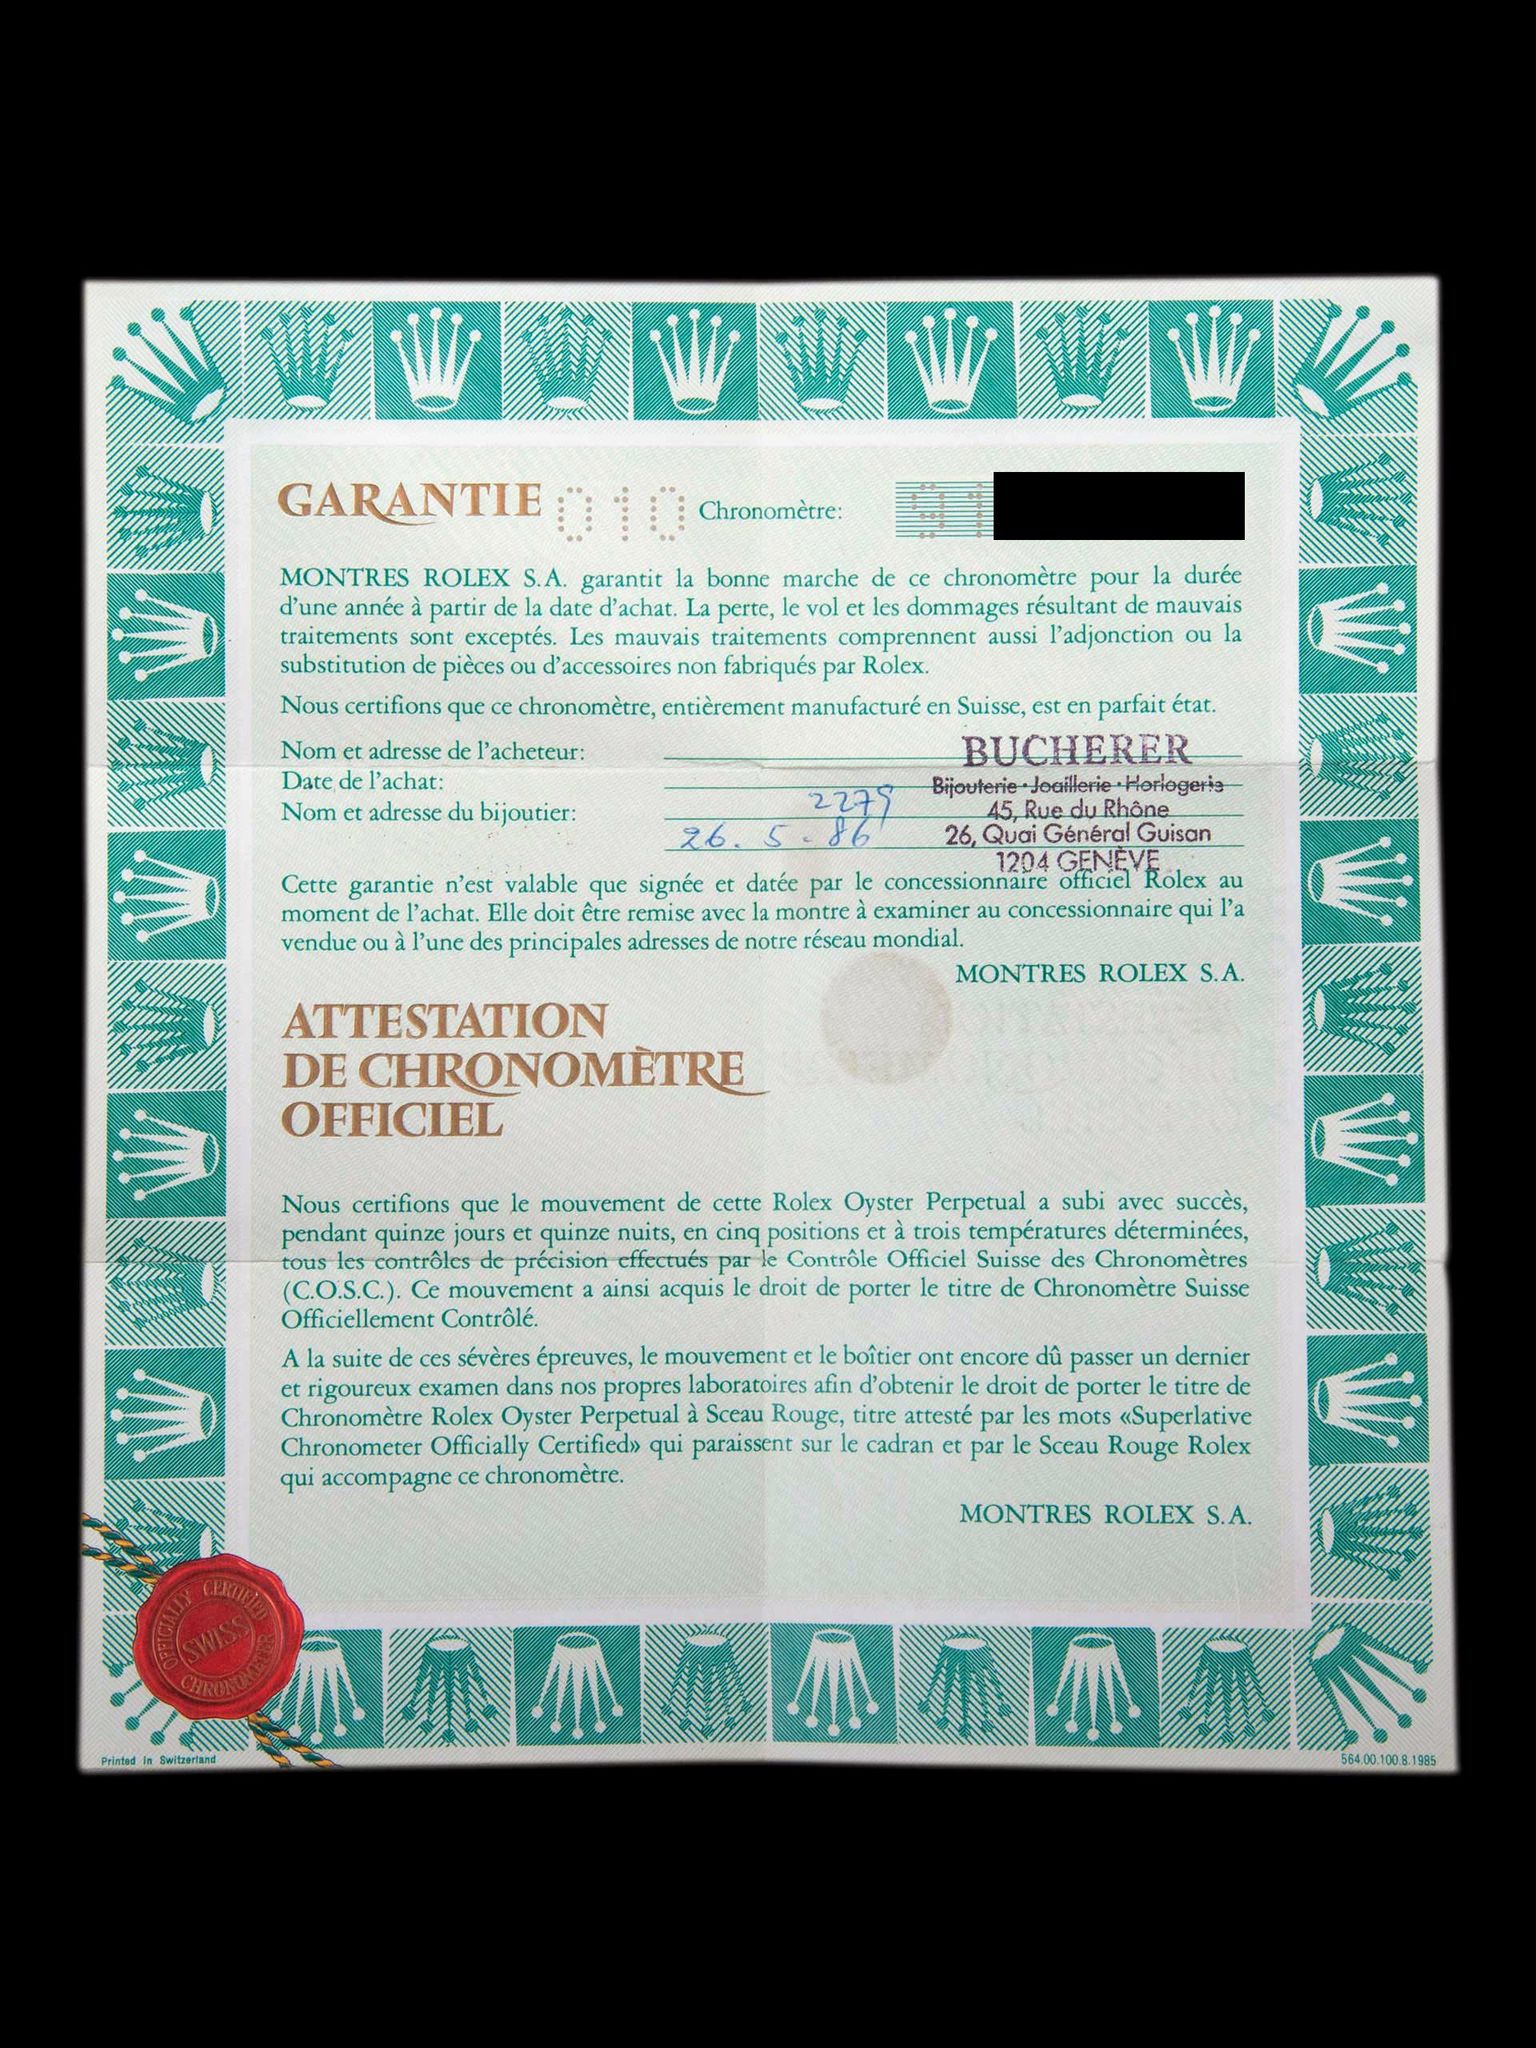 GARANTIE 010 Chronomètre: 91
MONTRES ROLEX S.A. garantit la bonne marche de ce chronomètre pour la durée
d'une année à partir de la date d'achat. La perte, le vol et les dommages résultant de mauvais
traitements sont exceptés. Les mauvais traitements comprennent aussi l'adjonction ou la
substitution de pièces ou d'accessoires non fabriqués par Rolex.
Nous certifions que ce chronomètre, entièrement manufacturé en Suisse, est en parfait état.
Nom et adresse de l'acheteur:
Date de l'achat:
Nom et adresse du bijoutier:
2279
26. 5. 86
BUCHERER
Bijouterie · Joaillerie · Horlogerie
45, Rue du Rhône
26, Quai Général Guisan
1204 GENÈVE
Cette garantie n'est valable que signée et datée par le concessionnaire officiel Rolex au
moment de l'achat. Elle doit être remise avec la montre à examiner au concessionnaire qui l'a
vendue ou à l'une des principales adresses de notre réseau mondial.
MONTRES ROLEX S.A.
ATTESTATION
DE CHRONOMÈTRE
OFFICIEL
Nous certifions que le mouvement de cette Rolex Oyster Perpetual a subi avec succès,
pendant quinze jours et quinze nuits, en cinq positions et à trois températures déterminées,
tous les contrôles de précision effectués par le Contrôle Officiel Suisse des Chronomètres
(C.O.S.C.). Ce mouvement a ainsi acquis le droit de porter le titre de Chronomètre Suisse
Officiellement Contrôlé.
A la suite de ces sévères épreuves, le mouvement et le boîtier ont encore dû passer un dernier
et rigoureux examen dans nos propres laboratoires afin d'obtenir le droit de porter le titre de
Chronomètre Rolex Oyster Perpetual à Sceau Rouge, titre attesté par les mots «Superlative
Chronometer Officially Certified» qui paraissent sur le cadran et par le Sceau Rouge Rolex
qui accompagne ce chronomètre.
MONTRES ROLEX S.A.
OFFICIALLY CERTIFIED
SWISS
CHRONOMETER
Printed in Switzerland
564.00.100.8.1985